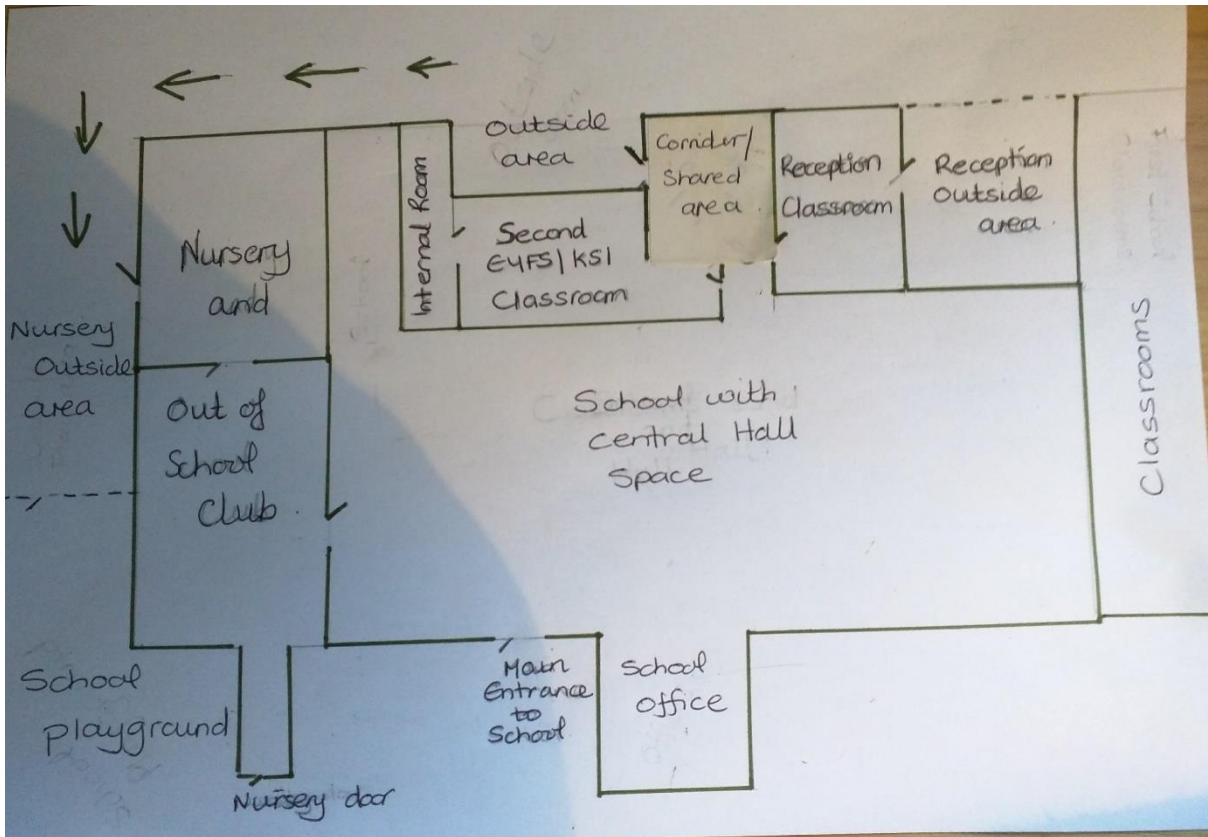 Outside
area
Corrider/
Shared
area
Reception
Classroom
Reception
Outside
area
Internal Room
Second
EYFS/KS1
Classroom
Nursery
and
Out of
School
Club
Nursery
Outside
area
School with
Central Hall
Space
Classrooms
School
playground
Nursery door
Main
Entrance
to
School
School
office